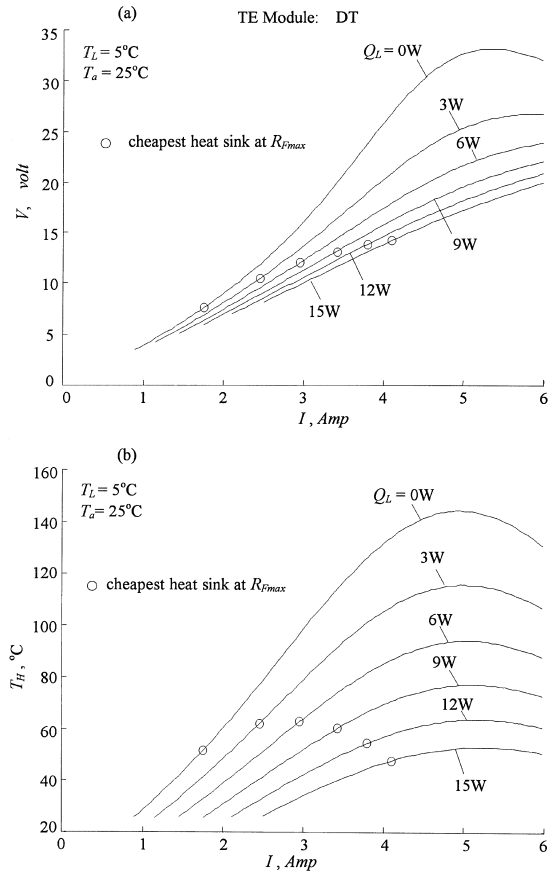 (a)
TE Module: DT
T_L = 5°C
T_a = 25°C
Q_L = 0W
3W
6W
9W
12W
15W
cheapest heat sink at R_Fmax
V, volt
35
30
25
20
15
10
5
0
0 1 2 3 4 5 6
I , Amp
(b)
T_L = 5°C
T_a= 25°C
Q_L = 0W
3W
6W
9W
12W
15W
cheapest heat sink at R_Fmax
T_H , °C
160
140
120
100
80
60
40
20
0 1 2 3 4 5 6
I , Amp